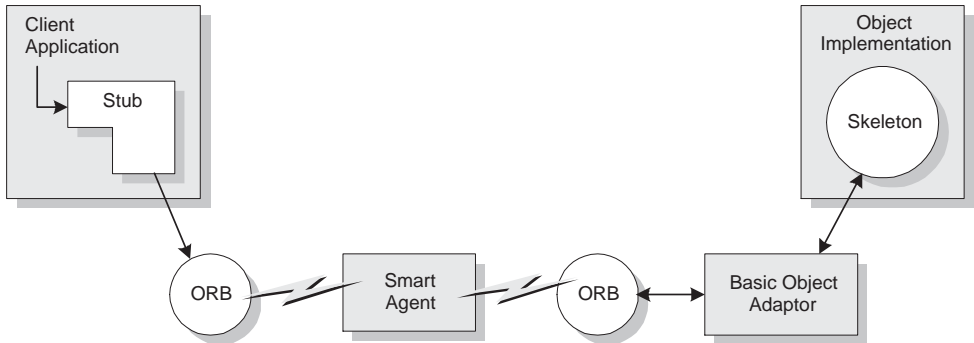 Client
Application
Stub
Object
Implementation
Skeleton
ORB
Smart
Agent
ORB
Basic Object
Adaptor